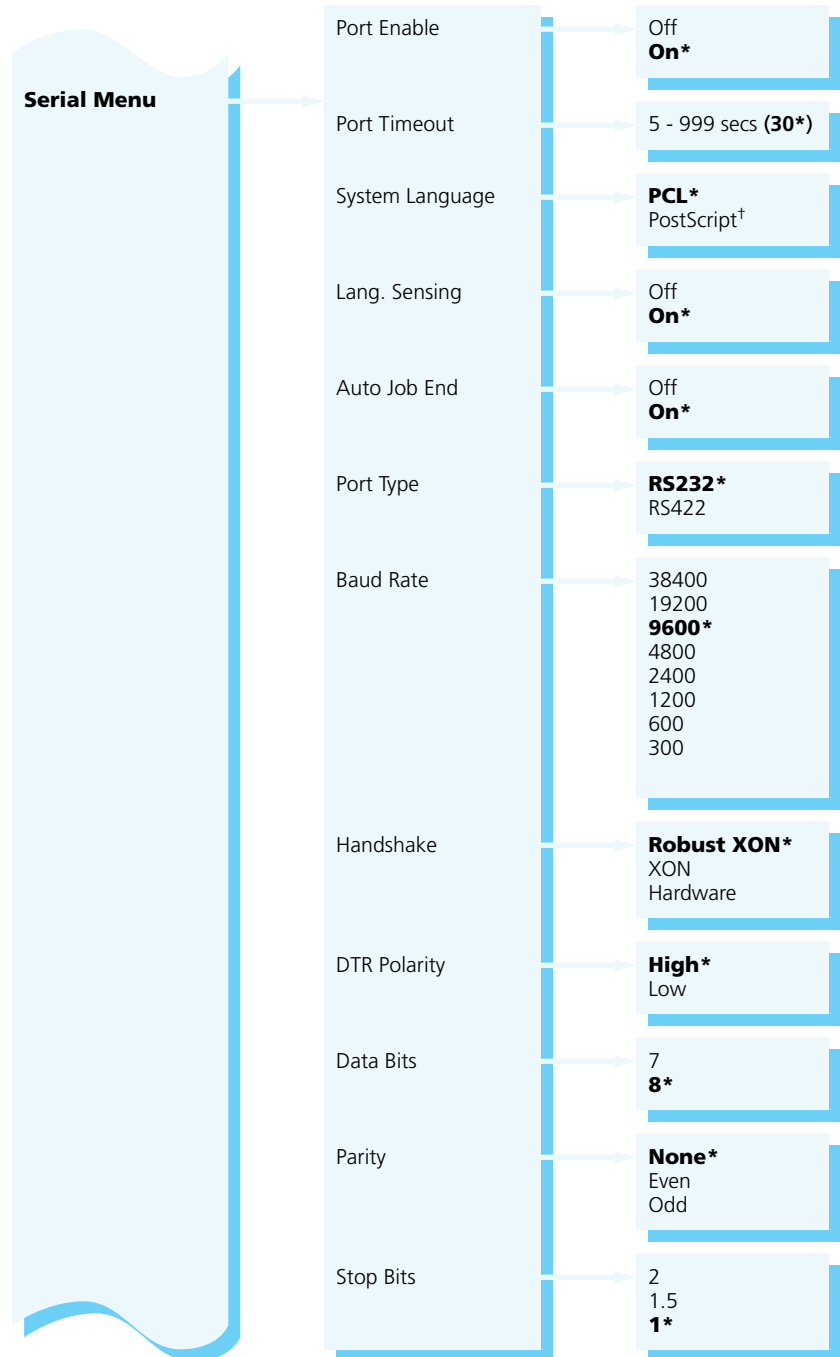 Serial Menu
Port Enable
Off
On*
Port Timeout
5 - 999 secs (30*)
System Language
PCL*
PostScript†
Lang. Sensing
Off
On*
Auto Job End
Off
On*
Port Type
RS232*
RS422
Baud Rate
38400
19200
9600*
4800
2400
1200
600
300
Handshake
Robust XON*
XON
Hardware
DTR Polarity
High*
Low
Data Bits
7
8*
Parity
None*
Even
Odd
Stop Bits
2
1.5
1*